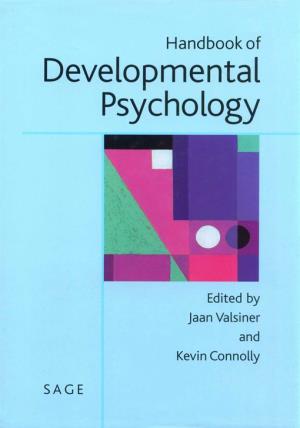 Handbook of
Developmental
Psychology
Edited by
Jaan Valsiner
and
Kevin Connolly
SAGE